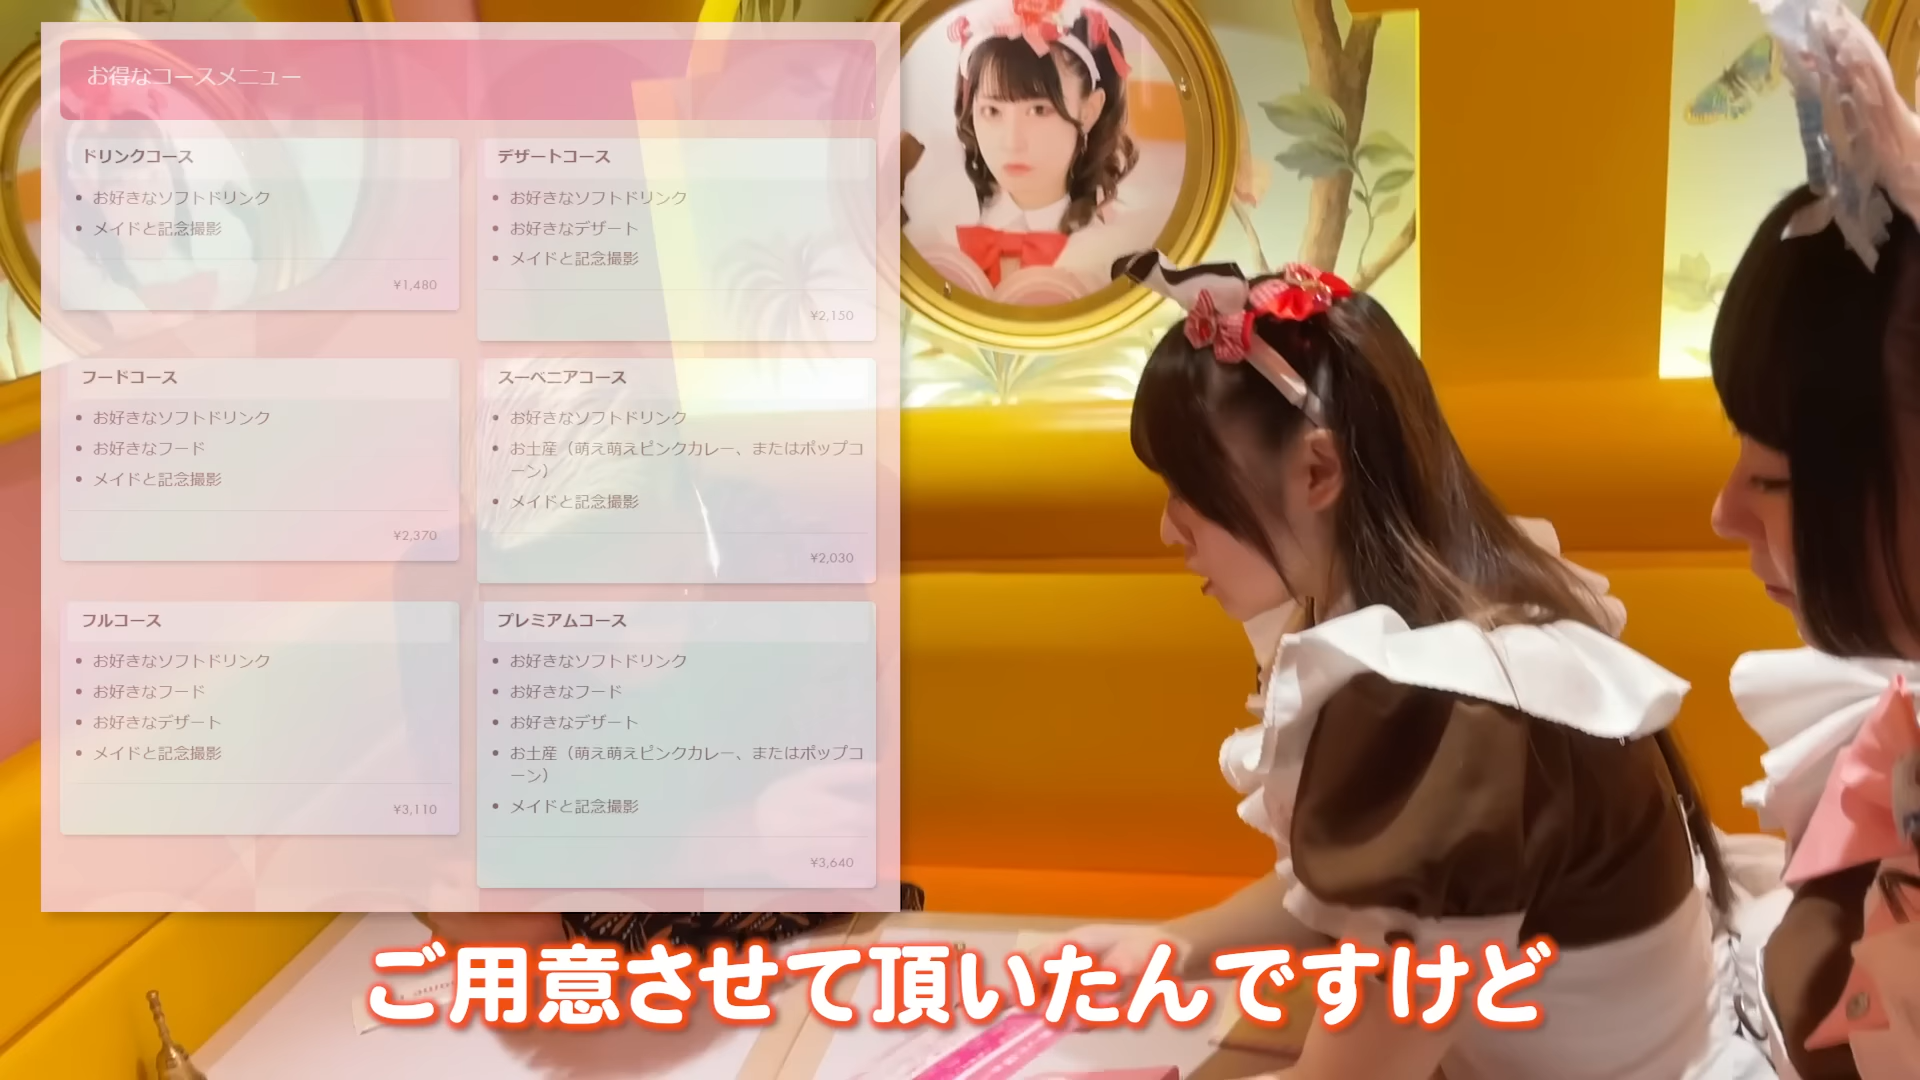 お得なコースメニュー
ドリンクコース
お好きなソフトドリンク
メイドと記念撮影
¥1,480
デザートコース
お好きなソフトドリンク
お好きなデザート
メイドと記念撮影
¥2,150
フードコース
お好きなソフトドリンク
お好きなフード
メイドと記念撮影
¥2,370
スーベニアコース
お好きなソフトドリンク
お土産（萌え萌えピンクカレー、またはポップコ
ーン）
メイドと記念撮影
¥2,030
フルコース
お好きなソフトドリンク
お好きなフード
お好きなデザート
メイドと記念撮影
¥3,110
プレミアムコース
お好きなソフトドリンク
お好きなフード
お好きなデザート
お土産（萌え萌えピンクカレー、またはポップコ
ーン）
メイドと記念撮影
¥3,640
ご用意させて頂いたんですけど